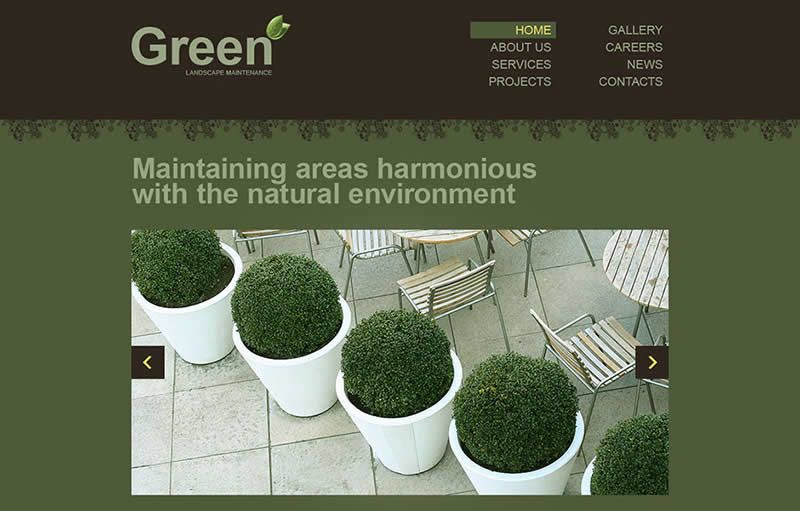 Green
LANDSCAPE MAINTENANCE
HOME
ABOUT US
SERVICES
PROJECTS
GALLERY
CAREERS
NEWS
CONTACTS
Maintaining areas harmonious
with the natural environment